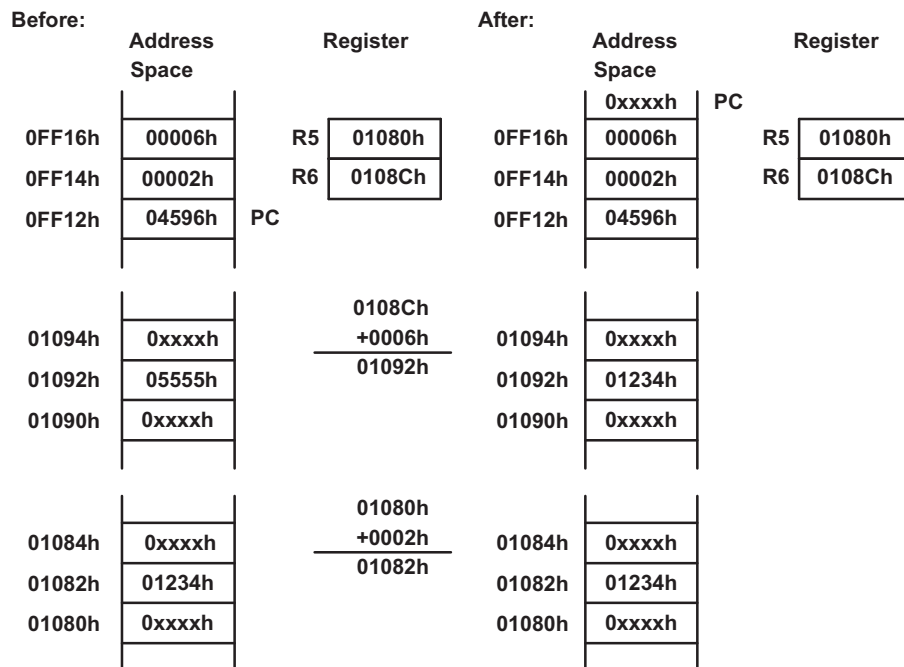 Before: After:
Address Register Address Register
Space Space
0xxxxh PC
0FF16h 00006h R5 01080h 0FF16h 00006h R5 01080h
0FF14h 00002h R6 0108Ch 0FF14h 00002h R6 0108Ch
0FF12h 04596h PC 0FF12h 04596h
0108Ch
01094h 0xxxxh +0006h 01094h 0xxxxh
01092h
01092h 05555h 01092h 01234h
01090h 0xxxxh 01090h 0xxxxh
01080h
01084h 0xxxxh +0002h 01084h 0xxxxh
01082h
01082h 01234h 01082h 01234h
01080h 0xxxxh 01080h 0xxxxh